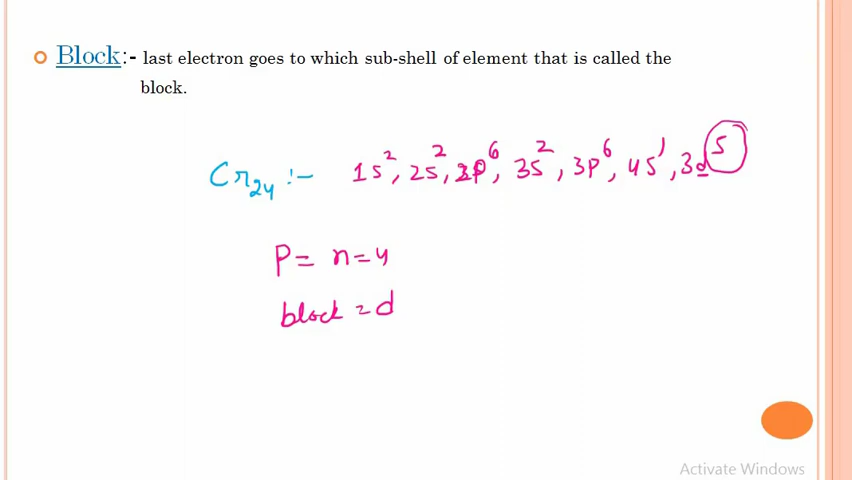 Block:- last electron goes to which sub-shell of element that is called the
block.
Cr₂₄ :- 1s², 2s², 2p⁶, 3s², 3p⁶, 4s¹, 3d⁵
P = n = 4
block = d
Activate Windows